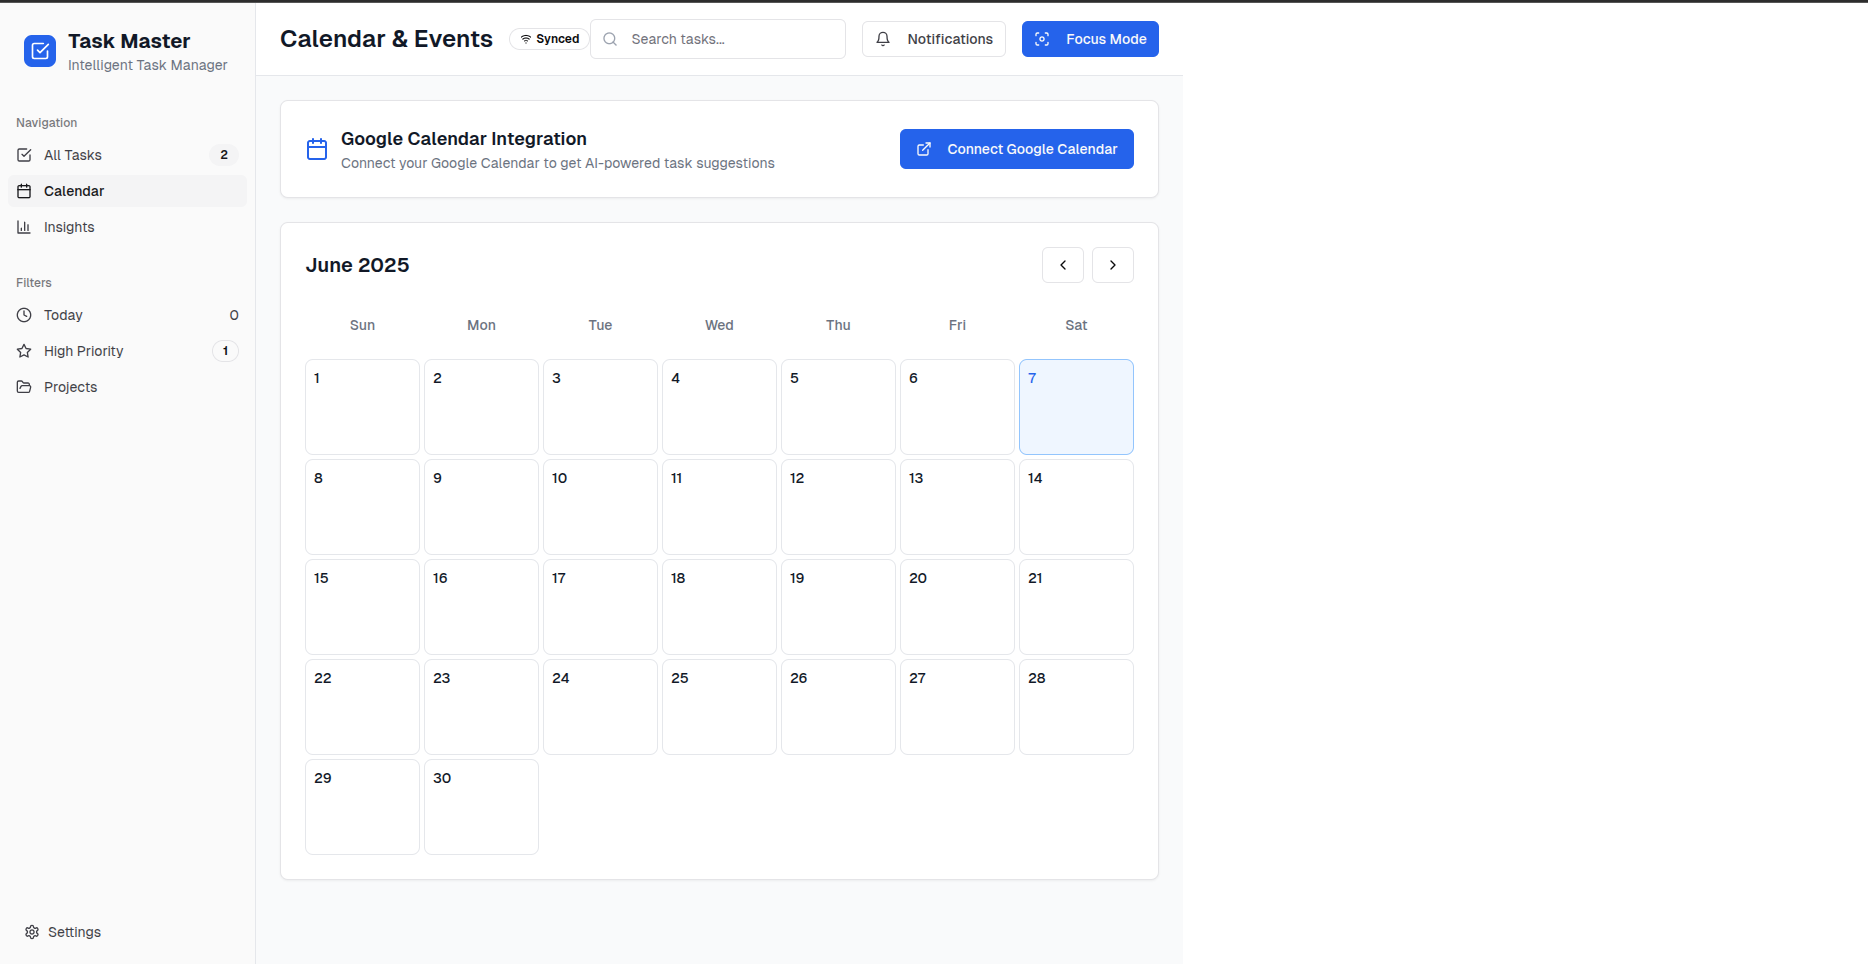 Task Master
Intelligent Task Manager
Calendar & Events
Synced
Search tasks...
Notifications
Focus Mode
Navigation
All Tasks 2
Calendar
Insights
Filters
Today 0
High Priority 1
Projects
Settings
Google Calendar Integration
Connect your Google Calendar to get AI-powered task suggestions
Connect Google Calendar
June 2025
Sun Mon Tue Wed Thu Fri Sat
1 2 3 4 5 6 7
8 9 10 11 12 13 14
15 16 17 18 19 20 21
22 23 24 25 26 27 28
29 30